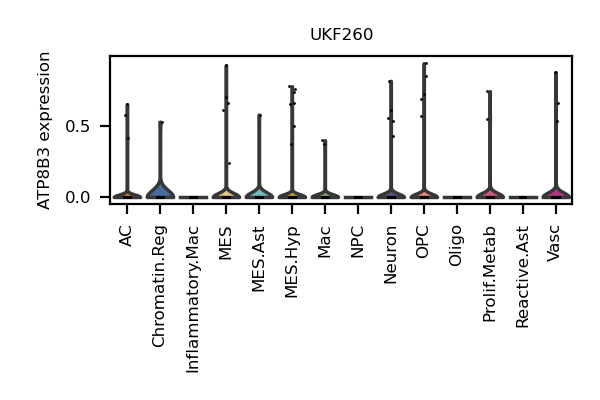 UKF260
ATP8B3 expression
0.5
0.0
AC
Chromatin.Reg
Inflammatory.Mac
MES
MES.Ast
MES.Hyp
Mac
NPC
Neuron
OPC
Oligo
Prolif.Metab
Reactive.Ast
Vasc